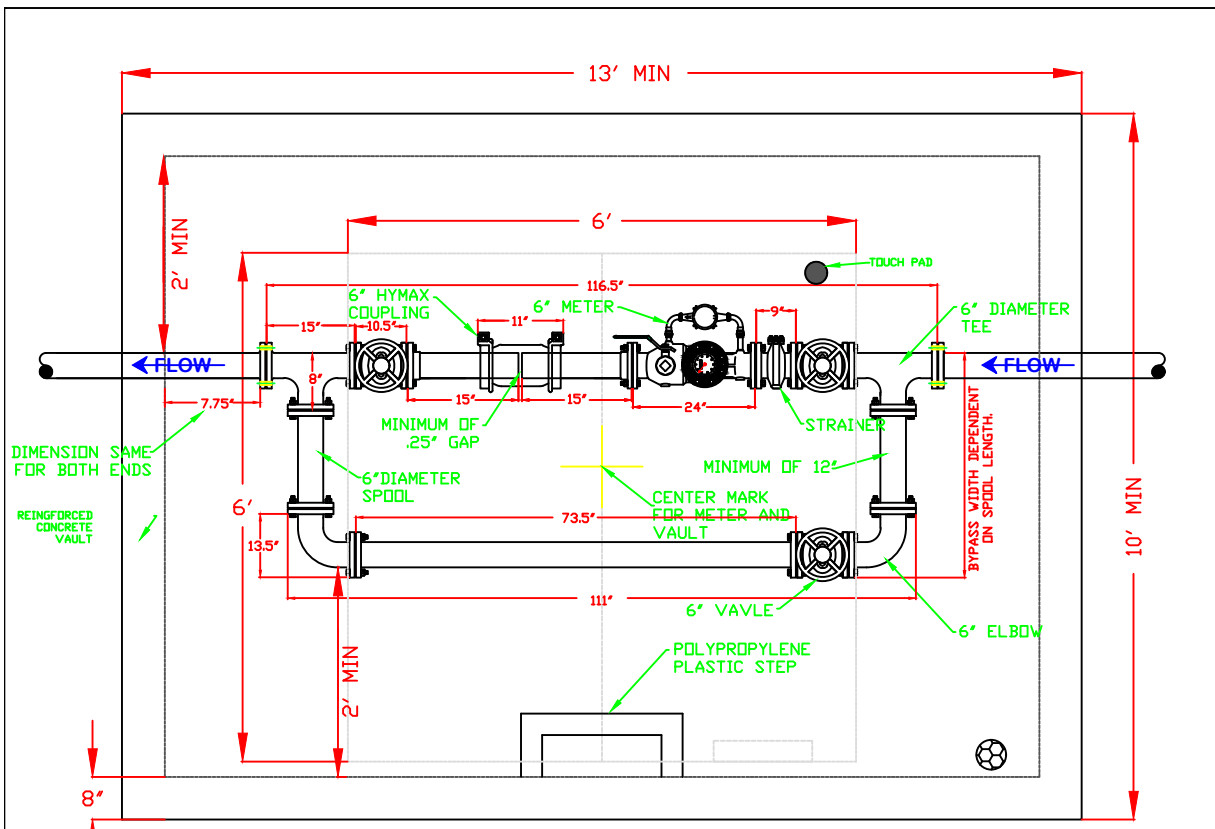 13' MIN
6'
2' MIN
TOUCH PAD
116.5"
6" HYMAX
COUPLING
11"
6" METER
9"
6" DIAMETER
TEE
15"
10.5"
FLOW
FLOW
8"
7.75"
15"
15"
24"
MINIMUM OF
.25" GAP
STRAINER
DIMENSION SAME
FOR BOTH ENDS
6"DIAMETER
SPOOL
MINIMUM OF 12"
BYPASS WIDTH DEPENDENT
ON SPOOL LENGTH.
CENTER MARK
FOR METER AND
VAULT
6'
REINGFORCED
CONCRETE
VAULT
73.5"
13.5"
10' MIN
111"
6" VAVLE
6" ELBOW
2' MIN
POLYPROPYLENE
PLASTIC STEP
8"